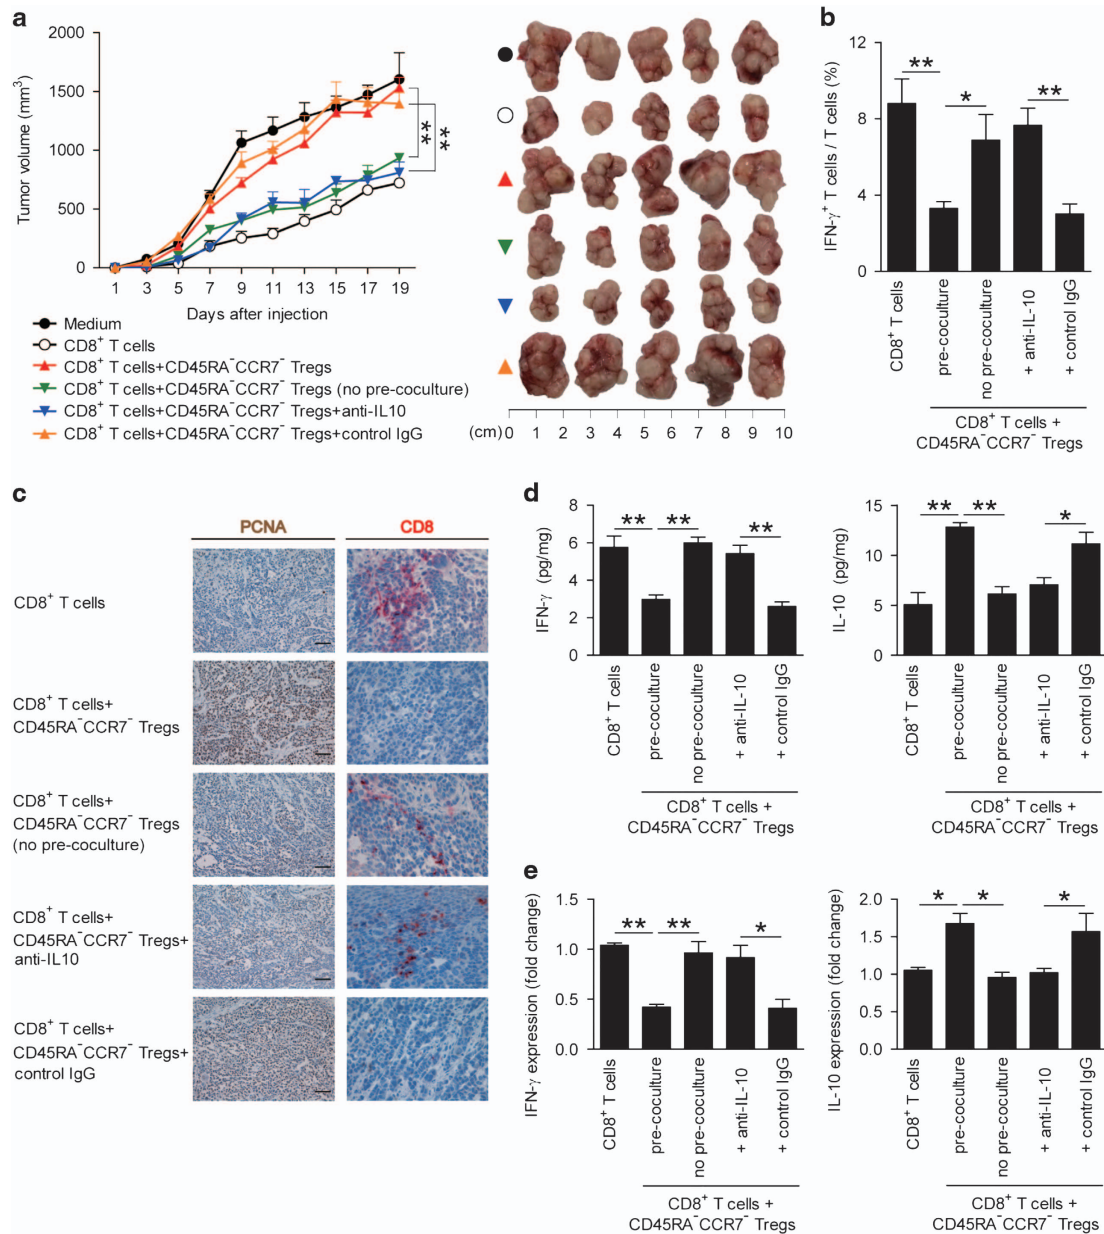 a
2000
1500
1000
500
0
Tumor volume (mm³)
** **
1 3 5 7 9 11 13 15 17 19
Days after injection
Medium
CD8⁺ T cells
CD8⁺ T cells+CD45RA⁻CCR7⁻ Tregs
CD8⁺ T cells+CD45RA⁻CCR7⁻ Tregs (no pre-coculture)
CD8⁺ T cells+CD45RA⁻CCR7⁻ Tregs+anti-IL10
CD8⁺ T cells+CD45RA⁻CCR7⁻ Tregs+control IgG
(cm) 0 1 2 3 4 5 6 7 8 9 10
b
12
8
4
0
IFN-γ⁺ T cells / T cells (%)
** * **
CD8⁺ T cells
pre-coculture
no pre-coculture
+ anti-IL-10
+ control IgG
CD8⁺ T cells +
CD45RA⁻CCR7⁻ Tregs
c
PCNA CD8
CD8⁺ T cells
CD8⁺ T cells+
CD45RA⁻CCR7⁻ Tregs
CD8⁺ T cells+
CD45RA⁻CCR7⁻ Tregs
(no pre-coculture)
CD8⁺ T cells+
CD45RA⁻CCR7⁻ Tregs+
anti-IL10
CD8⁺ T cells+
CD45RA⁻CCR7⁻ Tregs+
control IgG
d
8
6
4
2
0
IFN-γ
(pg/mg)
** ** **
CD8⁺ T cells
pre-coculture
no pre-coculture
+ anti-IL-10
+ control IgG
CD8⁺ T cells +
CD45RA⁻CCR7⁻ Tregs
15
10
5
0
IL-10
(pg/mg)
** ** *
CD8⁺ T cells
pre-coculture
no pre-coculture
+ anti-IL-10
+ control IgG
CD8⁺ T cells +
CD45RA⁻CCR7⁻ Tregs
e
1.5
1.0
0.5
0.0
IFN-γ expression (fold change)
** ** *
CD8⁺ T cells
pre-coculture
no pre-coculture
+ anti-IL-10
+ control IgG
CD8⁺ T cells +
CD45RA⁻CCR7⁻ Tregs
2.0
1.5
1.0
0.5
0.0
IL-10 expression (fold change)
* * *
CD8⁺ T cells
pre-coculture
no pre-coculture
+ anti-IL-10
+ control IgG
CD8⁺ T cells +
CD45RA⁻CCR7⁻ Tregs